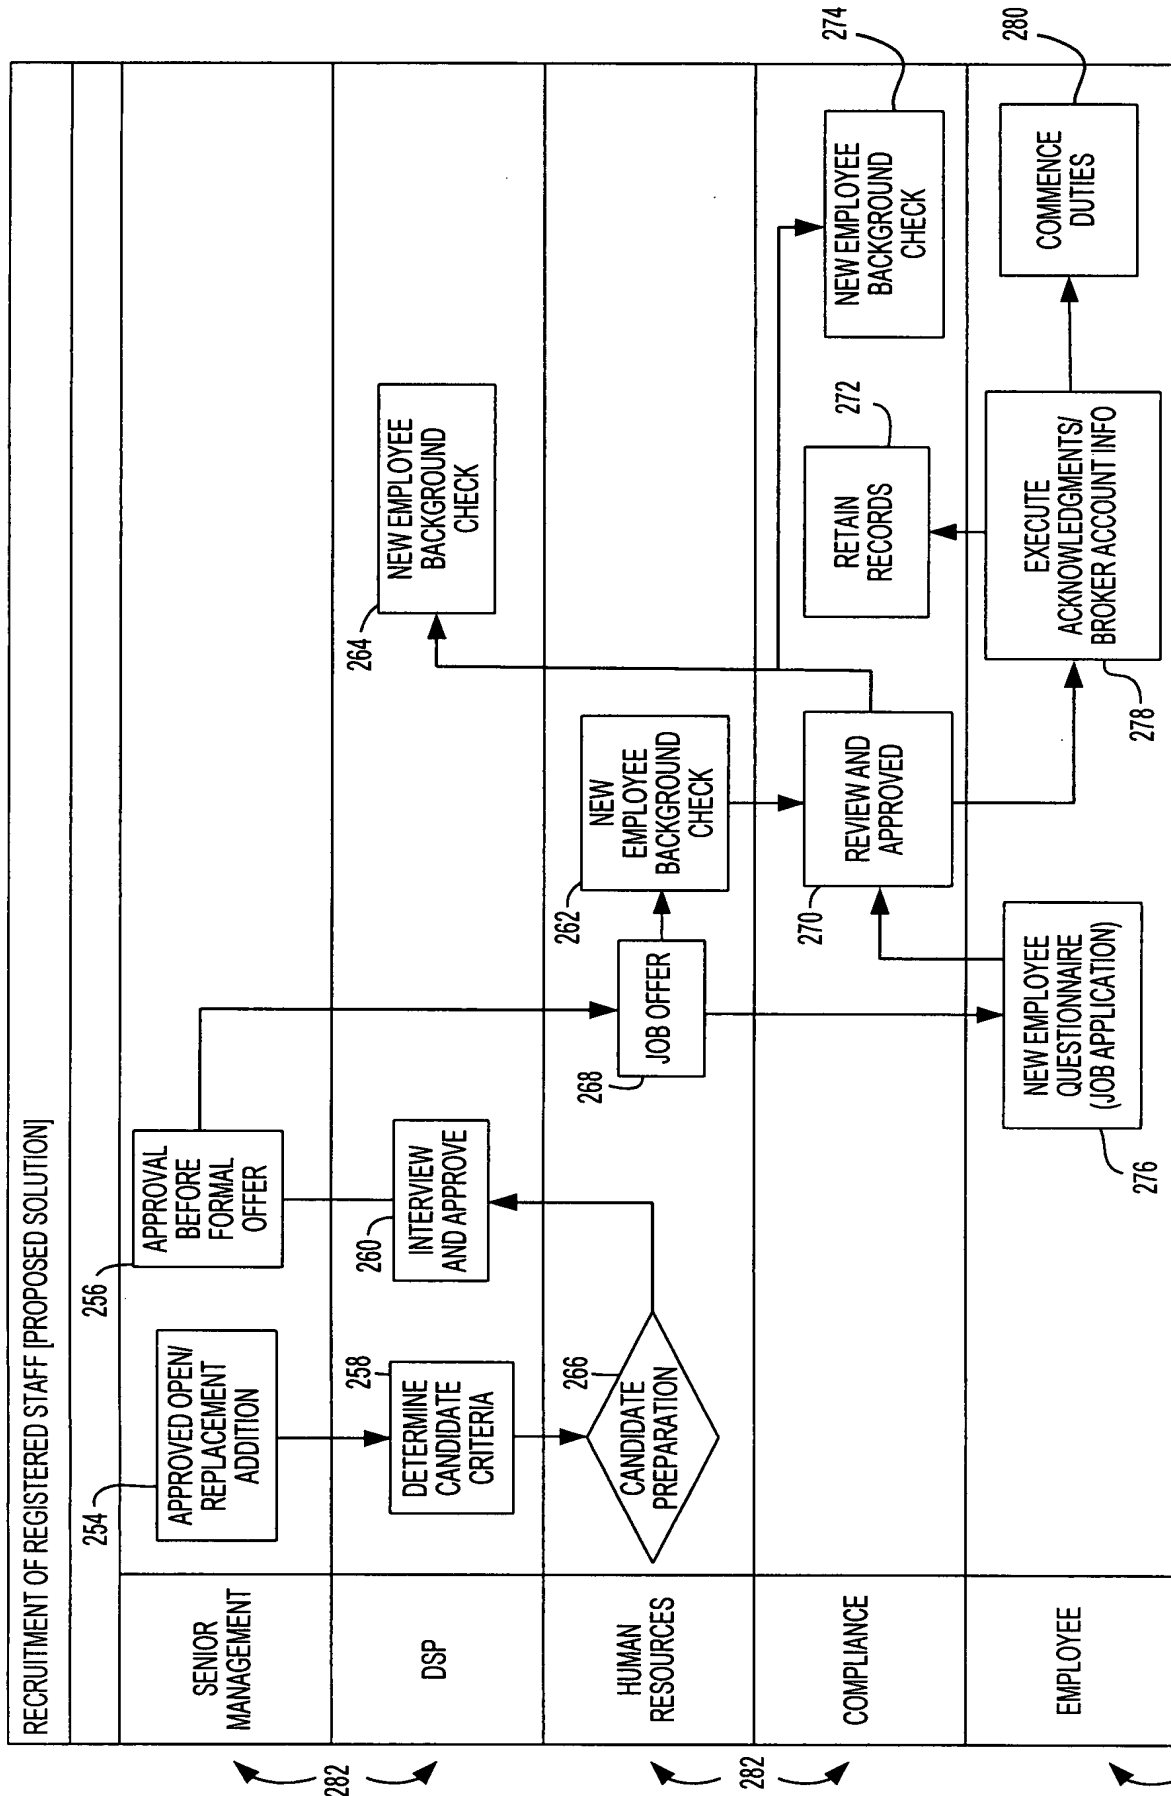 RECRUITMENT OF REGISTERED STAFF [PROPOSED SOLUTION]
SENIOR
MANAGEMENT
254
APPROVED OPEN/
REPLACEMENT
ADDITION
256
APPROVAL
BEFORE
FORMAL
OFFER
DSP
258
DETERMINE
CANDIDATE
CRITERIA
260
INTERVIEW
AND APPROVE
264
NEW EMPLOYEE
BACKGROUND
CHECK
282
HUMAN
RESOURCES
266
CANDIDATE
PREPARATION
268
JOB OFFER
262
NEW
EMPLOYEE
BACKGROUND
CHECK
COMPLIANCE
270
REVIEW AND
APPROVED
272
RETAIN
RECORDS
274
NEW EMPLOYEE
BACKGROUND
CHECK
282
EMPLOYEE
276
NEW EMPLOYEE
QUESTIONNAIRE
(JOB APPLICATION)
278
EXECUTE
ACKNOWLEDGMENTS/
BROKER ACCOUNT INFO
280
COMMENCE
DUTIES